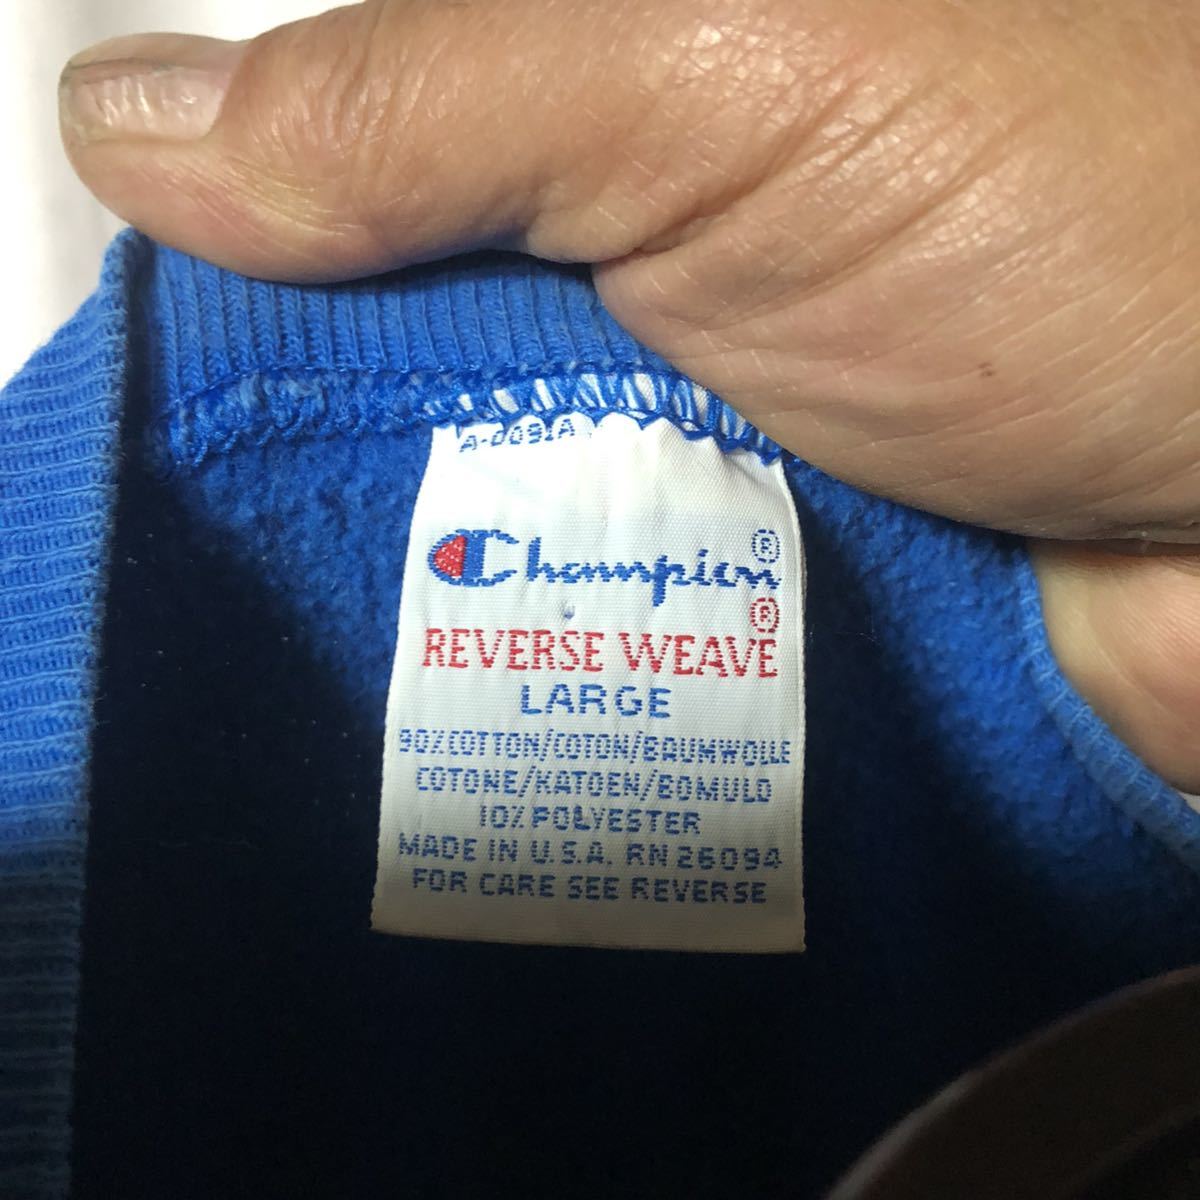 A-0091A
Champion®
REVERSE WEAVE®
LARGE
90% COTTON/COTON/BAUMWOLLE
COTONE/KATOEN/BOMULD
10% POLYESTER
MADE IN U.S.A. RN 26094
FOR CARE SEE REVERSE